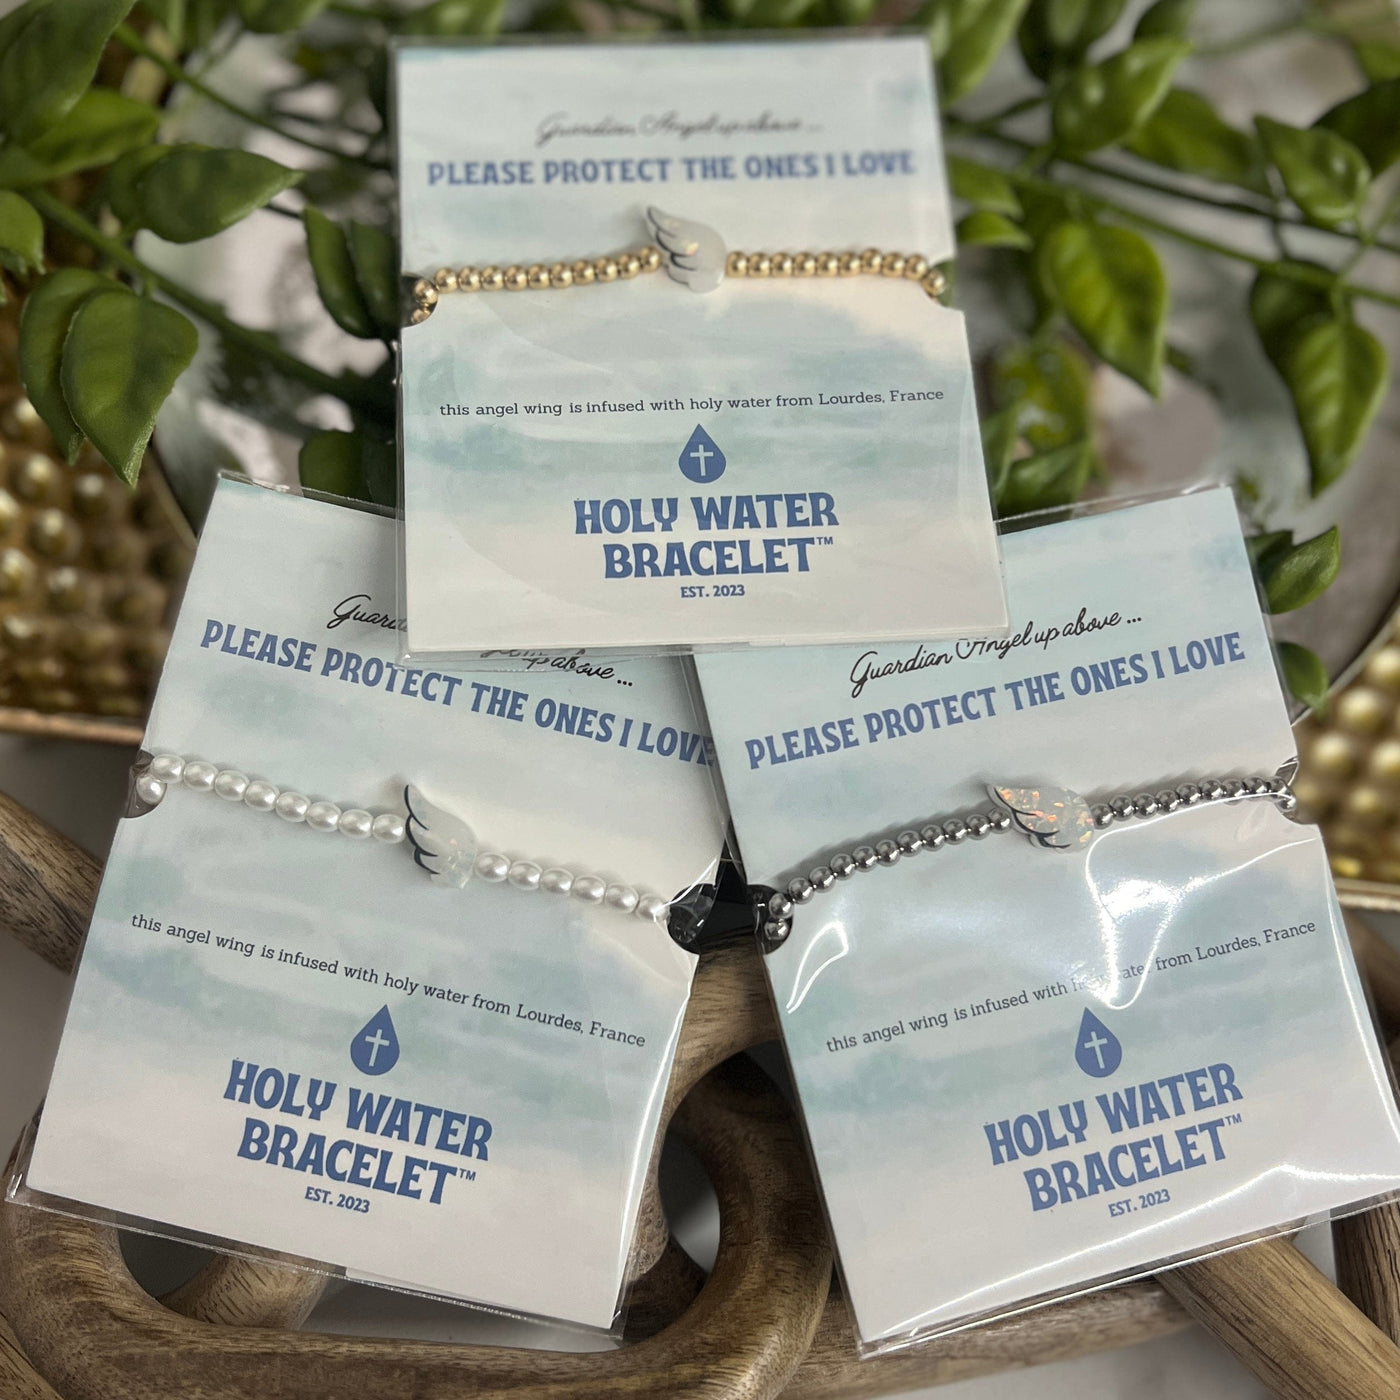 Guardian Angel up above...
PLEASE PROTECT THE ONES I LOVE
this angel wing is infused with holy water from Lourdes, France
HOLY WATER
BRACELET™
EST. 2023
up above...
PLEASE PROTECT THE ONES I LOVE
this angel wing is infused with holy water from Lourdes, France
HOLY WATER
BRACELET™
EST. 2023
Guardian Angel up above...
PLEASE PROTECT THE ONES I LOVE
this angel wing is infused with from Lourdes, France
HOLY WATER
BRACELET™
EST. 2023